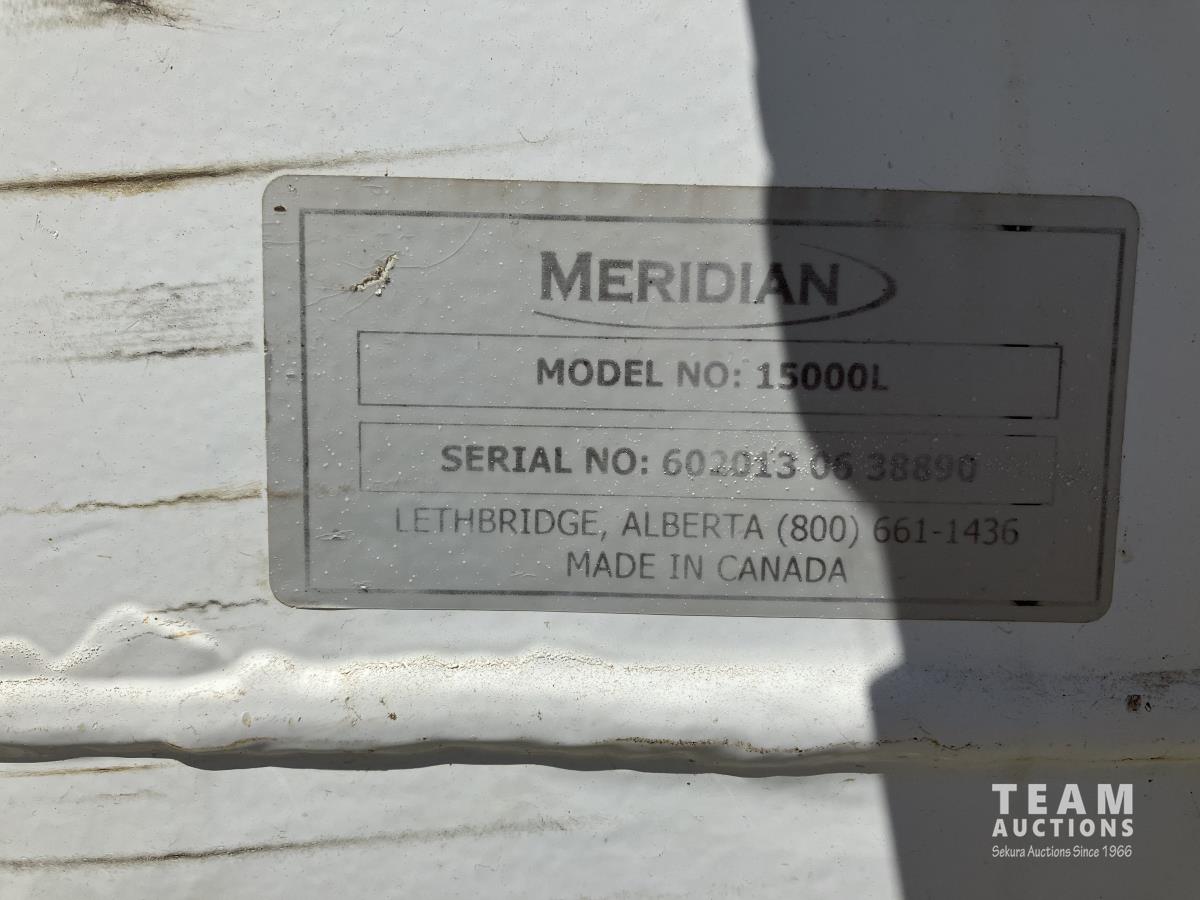 MERIDIAN
MODEL NO: 15000L
SERIAL NO: 602013 06 38890
LETHBRIDGE, ALBERTA (800) 661-1436
MADE IN CANADA
TEAM
AUCTIONS
Sekura Auctions Since 1966